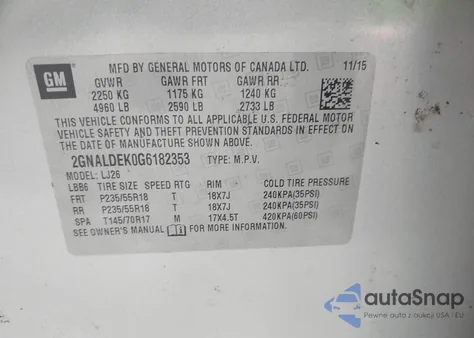 GM
MFD BY GENERAL MOTORS OF CANADA LTD. 11/15
GVWR GAWR FRT GAWR RR
2250 KG 1175 KG 1240 KG
4960 LB 2590 LB 2733 LB
THIS VEHICLE CONFORMS TO ALL APPLICABLE U.S. FEDERAL MOTOR
VEHICLE SAFETY AND THEFT PREVENTION STANDARDS IN EFFECT ON
THE DATE OF MANUFACTURE SHOWN ABOVE.
2GNALDEK0G6182353 TYPE: M.P.V.
MODEL: LJ26
LBB6 TIRE SIZE SPEED RTG RIM COLD TIRE PRESSURE
FRT P235/55R18 T 18X7J 240KPA(35PSI)
RR P235/55R18 T 18X7J 240KPA(35PSI)
SPA T145/70R17 M 17X4.5T 420KPA(60PSI)
SEE OWNER'S MANUAL FOR MORE INFORMATION.
autoSnap
Pewne auto z USA i EU